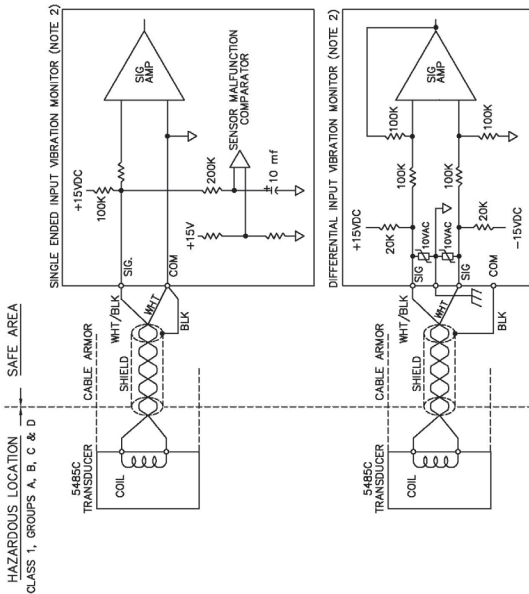 HAZARDOUS LOCATION
CLASS 1, GROUPS A, B, C & D
SAFE AREA
SINGLE ENDED INPUT VIBRATION MONITOR (NOTE 2)
5485C
TRANSDUCER
COIL
CABLE ARMOR
SHIELD
WHT/BLK
WHT
BLK
SIG.
COM
+15VDC
100K
SIG
AMP
+15V
200K
SENSOR MALFUNCTION
COMPARATOR
10 mf
DIFFERENTIAL INPUT VIBRATION MONITOR (NOTE 2)
5485C
TRANSDUCER
COIL
CABLE ARMOR
SHIELD
WHT/BLK
WHT
BLK
SIG
SIG
COM
+15VDC
20K
10VAC
10VAC
20K
-15VDC
100K
100K
100K
100K
SIG
AMP